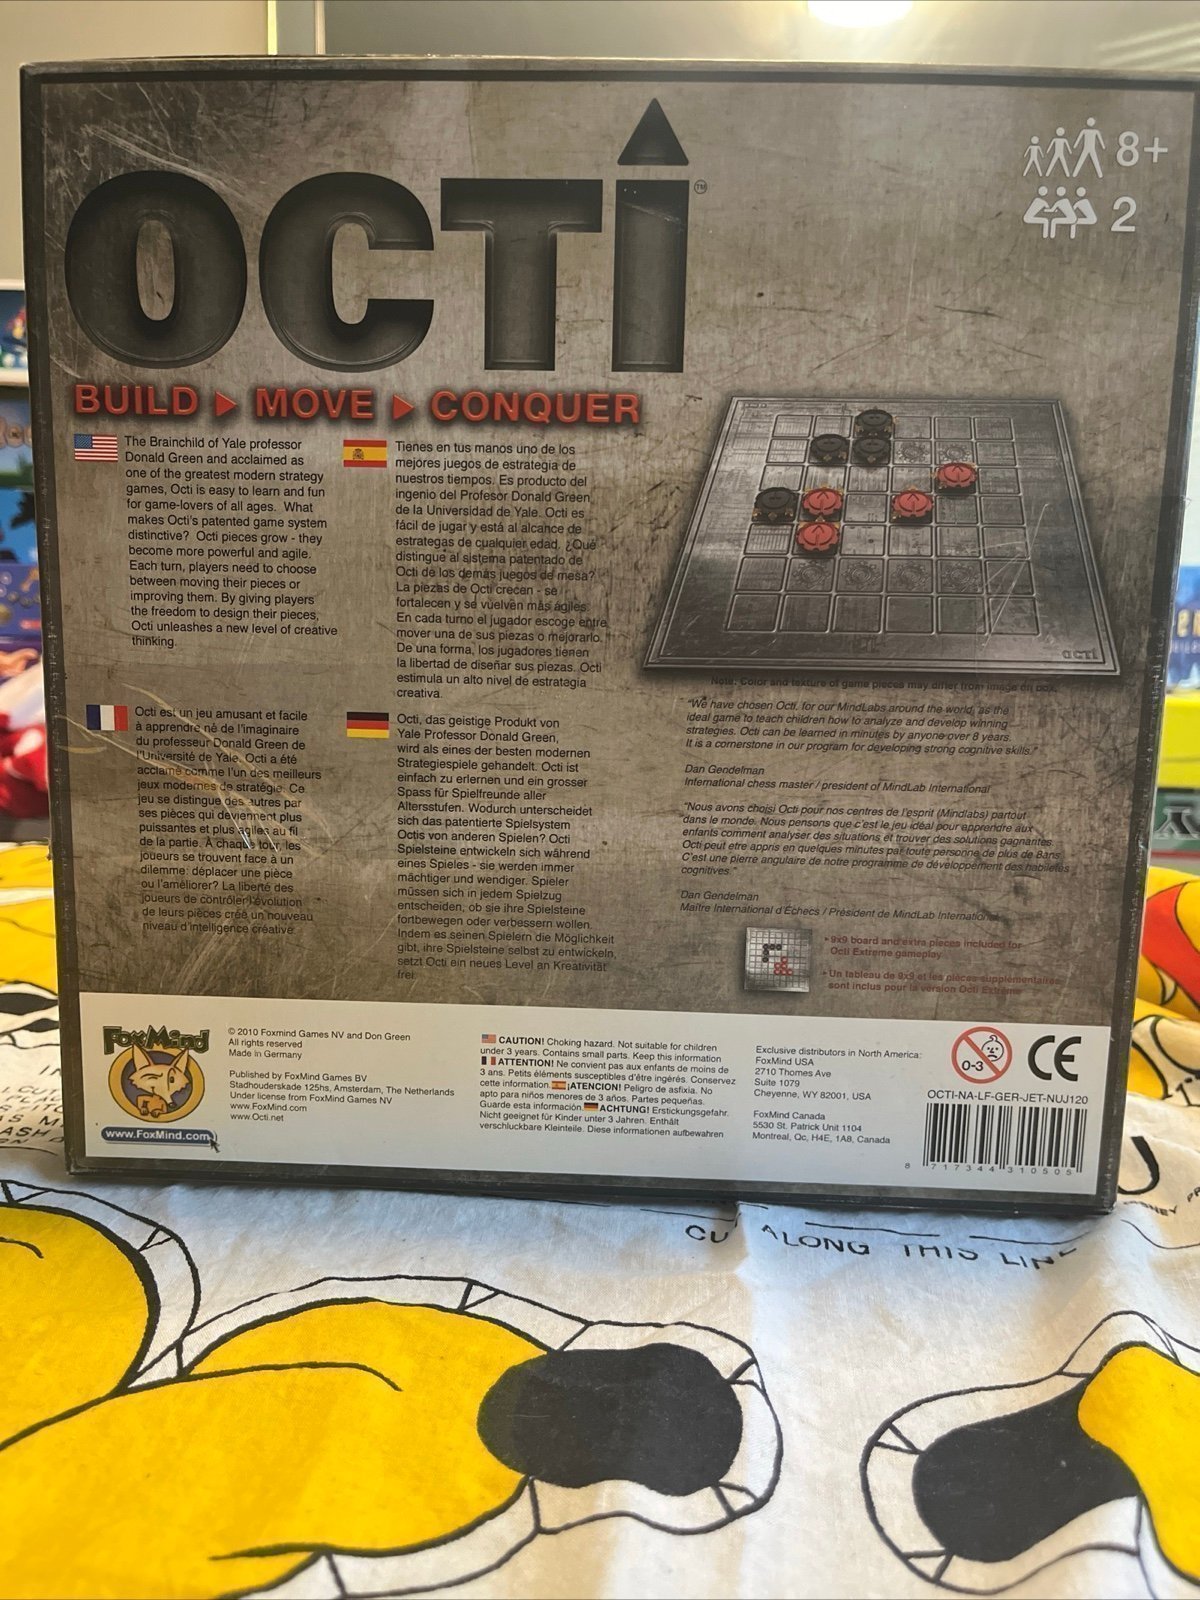 OCTI™
8+
2
BUILD ▸ MOVE ▸ CONQUER
The Brainchild of Yale professor
Donald Green and acclaimed as
one of the greatest modern strategy
games, Octi is easy to learn and fun
for game-lovers of all ages. What
makes Octi's patented game system
distinctive? Octi pieces grow - they
become more powerful and agile.
Each turn, players need to choose
between moving their pieces or
improving them. By giving players
the freedom to design their pieces,
Octi unleashes a new level of creative
thinking.
Tienes en tus manos uno de los
mejores juegos de estrategia de
nuestros tiempos. Es producto del
ingenio del Profesor Donald Green,
de la Universidad de Yale. Octi es
fácil de jugar y está al alcance de
estrategas de cualquier edad. ¿Qué
distingue al sistema patentado de
Octi de los demás juegos de mesa?
La piezas de Octi crecen - se
fortalecen y se vuelven más ágiles.
En cada turno el jugador escoge entre
mover una de sus piezas o mejorarlo.
De una forma, los jugadores tienen
la libertad de diseñar sus piezas. Octi
estimula un alto nivel de estratagia
creativa.
Octi est un jeu amusant et facile
à apprendre né de l'imaginaire
du professeur Donald Green de
l'Université de Yale. Octi a été
acclamé comme l'un des meilleurs
jeux modernes de stratégie. Ce
jeu se distingue des autres par
ses pièces qui deviennent plus
puissantes et plus agiles au fil
de la partie. À chaque tour, les
joueurs se trouvent face à un
dilemme: déplacer une pièce
ou l'améliorer? La liberté des
joueurs de contrôler l'évolution
de leurs pièces créé un nouveau
niveau d'intelligence créative.
Octi, das geistige Produkt von
Yale Professor Donald Green,
wird als eines der besten modernen
Strategiespiele gehandelt. Octi ist
einfach zu erlernen und ein grosser
Spass für Spielfreunde aller
Altersstufen. Wodurch unterscheidet
sich das patentierte Spielsystem
Octis von anderen Spielen? Octi
Spielsteine entwickeln sich während
eines Spieles - sie werden immer
mächtiger und wendiger. Spieler
müssen sich in jedem Spielzug
entscheiden, ob sie ihre Spielsteine
fortbewegen oder verbessern wollen.
Indem es seinen Spielern die Möglichkeit
gibt, ihre Spielsteine selbst zu entwickeln,
setzt Octi ein neues Level an Kreativität
frei.
OCTI
Note: Color and texture of game pieces may differ from image on box.
"We have chosen Octi, for our MindLabs around the world, as the
ideal game to teach children how to analyze and develop winning
strategies. Octi can be learned in minutes by anyone over 8 years.
It is a cornerstone in our program for developing strong cognitive skills."
Dan Gendelman
International chess master / president of MindLab International
"Nous avons choisi Octi pour nos centres de l'esprit (Mindlabs) partout
dans le monde. Nous pensons que c'est le jeu idéal pour epprendre aux
enfants comment analyser des situations et trouver des solutions gagnantes.
Octi peut etre appris en quelques minutes par toute personne de plus de 8ans.
C'est une pierre angulaire de notre programme de développement des habiletés
cognitives."
Dan Gendelman
Maître International d'Échecs / Président de MindLab International
▸ 9x9 board and extra pieces included for
Octi Extreme gameplay
▸ Un tableau de 9x9 et les pièces supplémentaires
sont inclus pour la version Octi Extrême
FoxMind
www.FoxMind.com
© 2010 Foxmind Games NV and Don Green
All rights reserved
Made in Germany
Published by FoxMind Games BV
Stadhouderskade 125hs, Amsterdam, The Netherlands
Under license from FoxMind Games NV
www.FoxMind.com
www.Octi.net
CAUTION! Choking hazard. Not suitable for children
under 3 years. Contains small parts. Keep this information
ATTENTION! Ne convient pas aux enfants de moins de
3 ans. Petits éléments susceptibles d'être ingérés. Conservez
cette information. ¡ATENCION! Peligro de asfixia. No
apto para niños menores de 3 años. Partes pequeñas.
Guarde esta información. ACHTUNG! Erstickungsgefahr.
Nicht geeignet für Kinder unter 3 Jahren. Enthält
verschluckbare Kleinteile. Diese informationen aufbewahren
Exclusive distributors in North America:
FoxMind USA
2710 Thomes Ave
Suite 1079
Cheyenne, WY 82001, USA
FoxMind Canada
5530 St. Patrick Unit 1104
Montreal, Qc, H4E, 1A8, Canada
0-3
CE
OCTI-NA-LF-GER-JET-NUJ120
8 717344 310505
CU ALONG THIS LINE